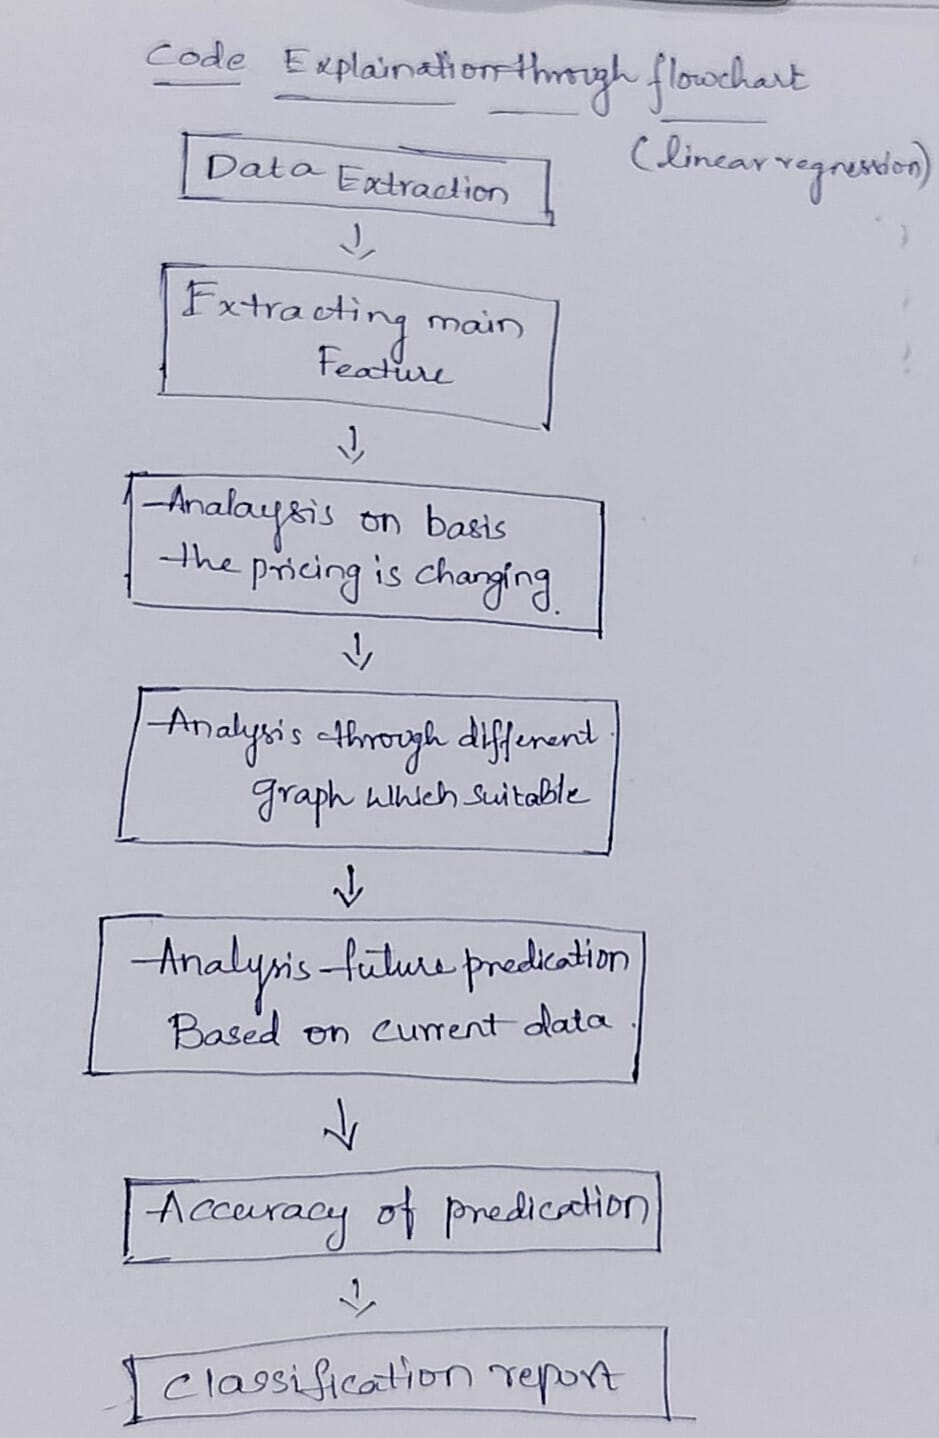 Code Explaination through flowchart
(linear regression)
Data Extraction
Extracting main
Feature
Analaysis on basis
the pricing is changing.
Analysis through different
graph which suitable
Analysis future predication
Based on current data.
Accuracy of predication
Classification report